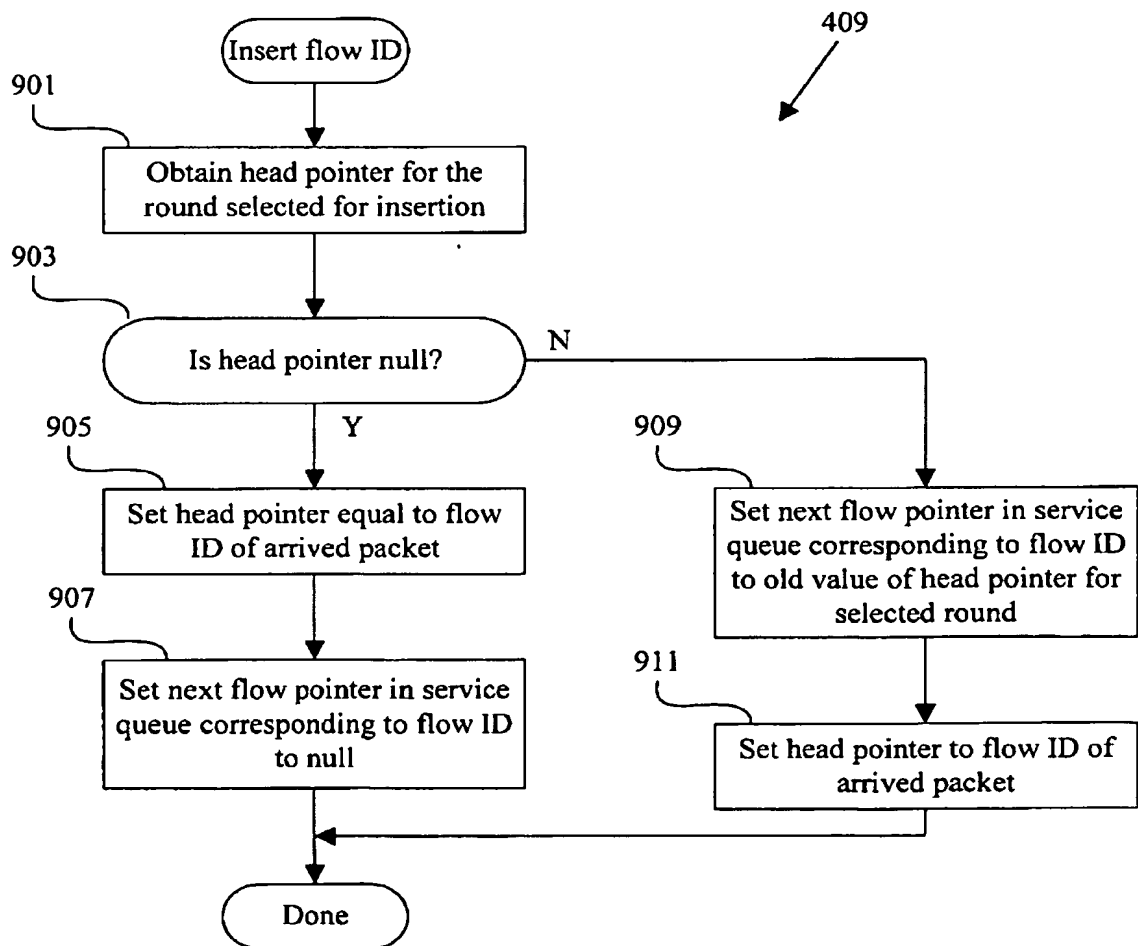 409
Insert flow ID
901
Obtain head pointer for the
round selected for insertion
903
Is head pointer null?
N
Y
905
Set head pointer equal to flow
ID of arrived packet
907
Set next flow pointer in service
queue corresponding to flow ID
to null
909
Set next flow pointer in service
queue corresponding to flow ID
to old value of head pointer for
selected round
911
Set head pointer to flow ID of
arrived packet
Done